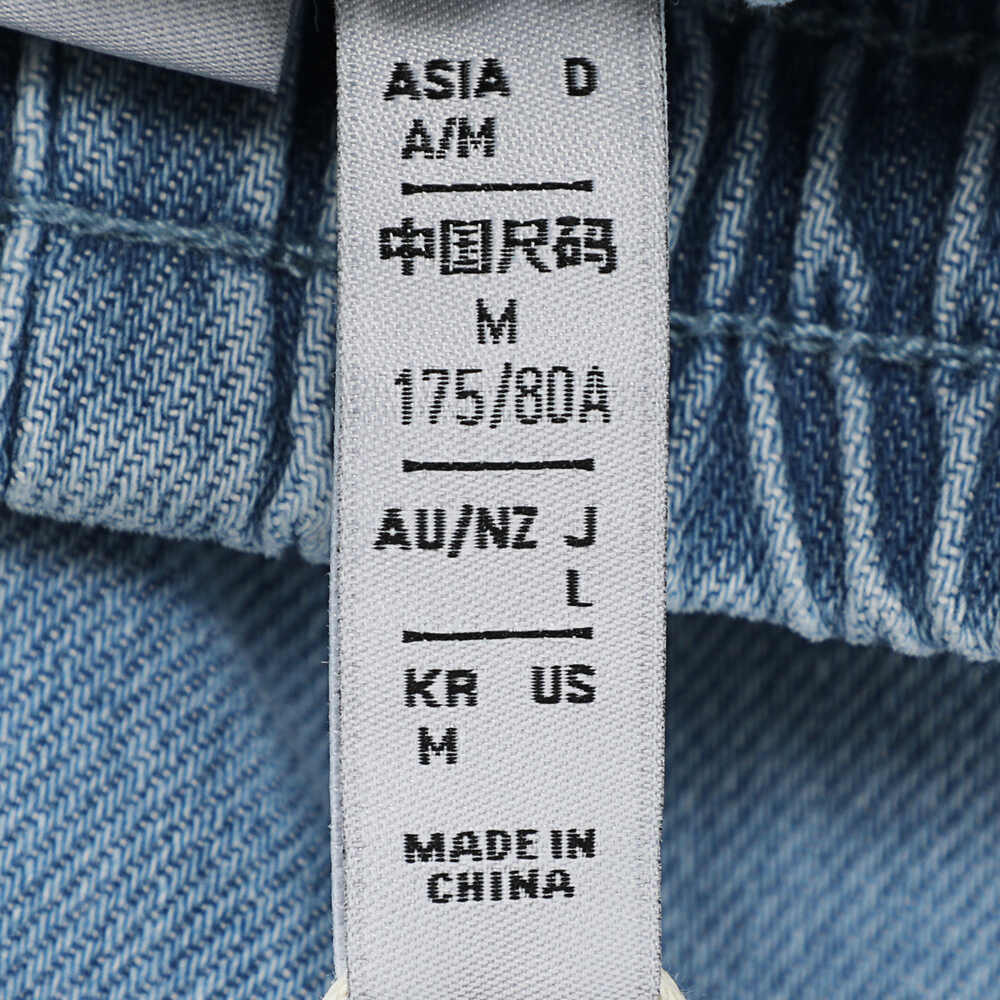 ASIA D
A/M
中国尺码
M
175/80A
AU/NZ J
L
KR US
M
MADE IN
CHINA